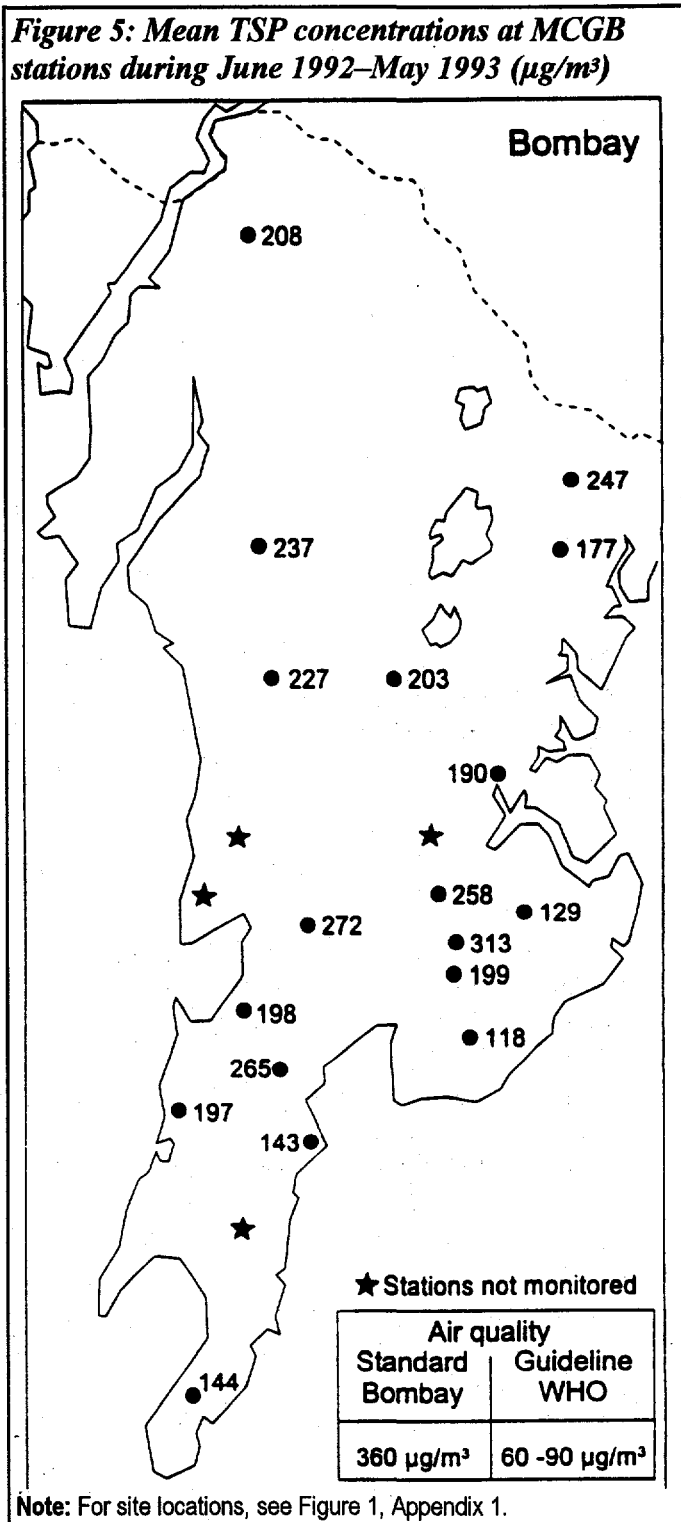 Figure 5: Mean TSP concentrations at MCGB
stations during June 1992–May 1993 (µg/m³)
Bombay
208
247
237
177
227
203
190
258
129
272
313
199
198
118
265
197
143
★ Stations not monitored
144
Air quality
Standard Guideline
Bombay WHO
360 µg/m³ 60 -90 µg/m³
Note: For site locations, see Figure 1, Appendix 1.